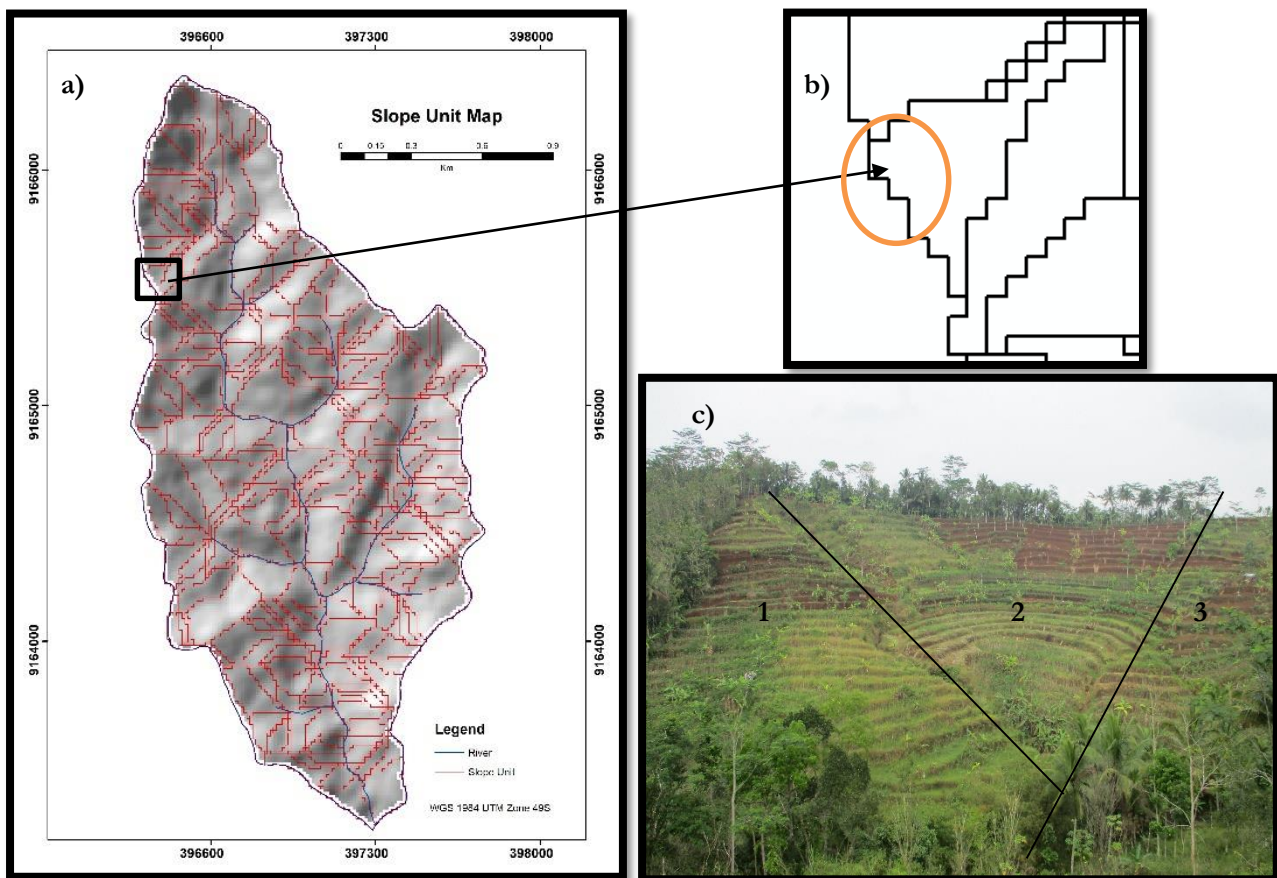 396600 397300 398000
a)
Slope Unit Map
0 0.15 0.3 0.6 0.9
Km
9166000 9166000
9165000 9165000
9164000 9164000
Legend
River
Slope Unit
WGS 1984 UTM Zone 49S
396600 397300 398000
b)
c)
1 2 3